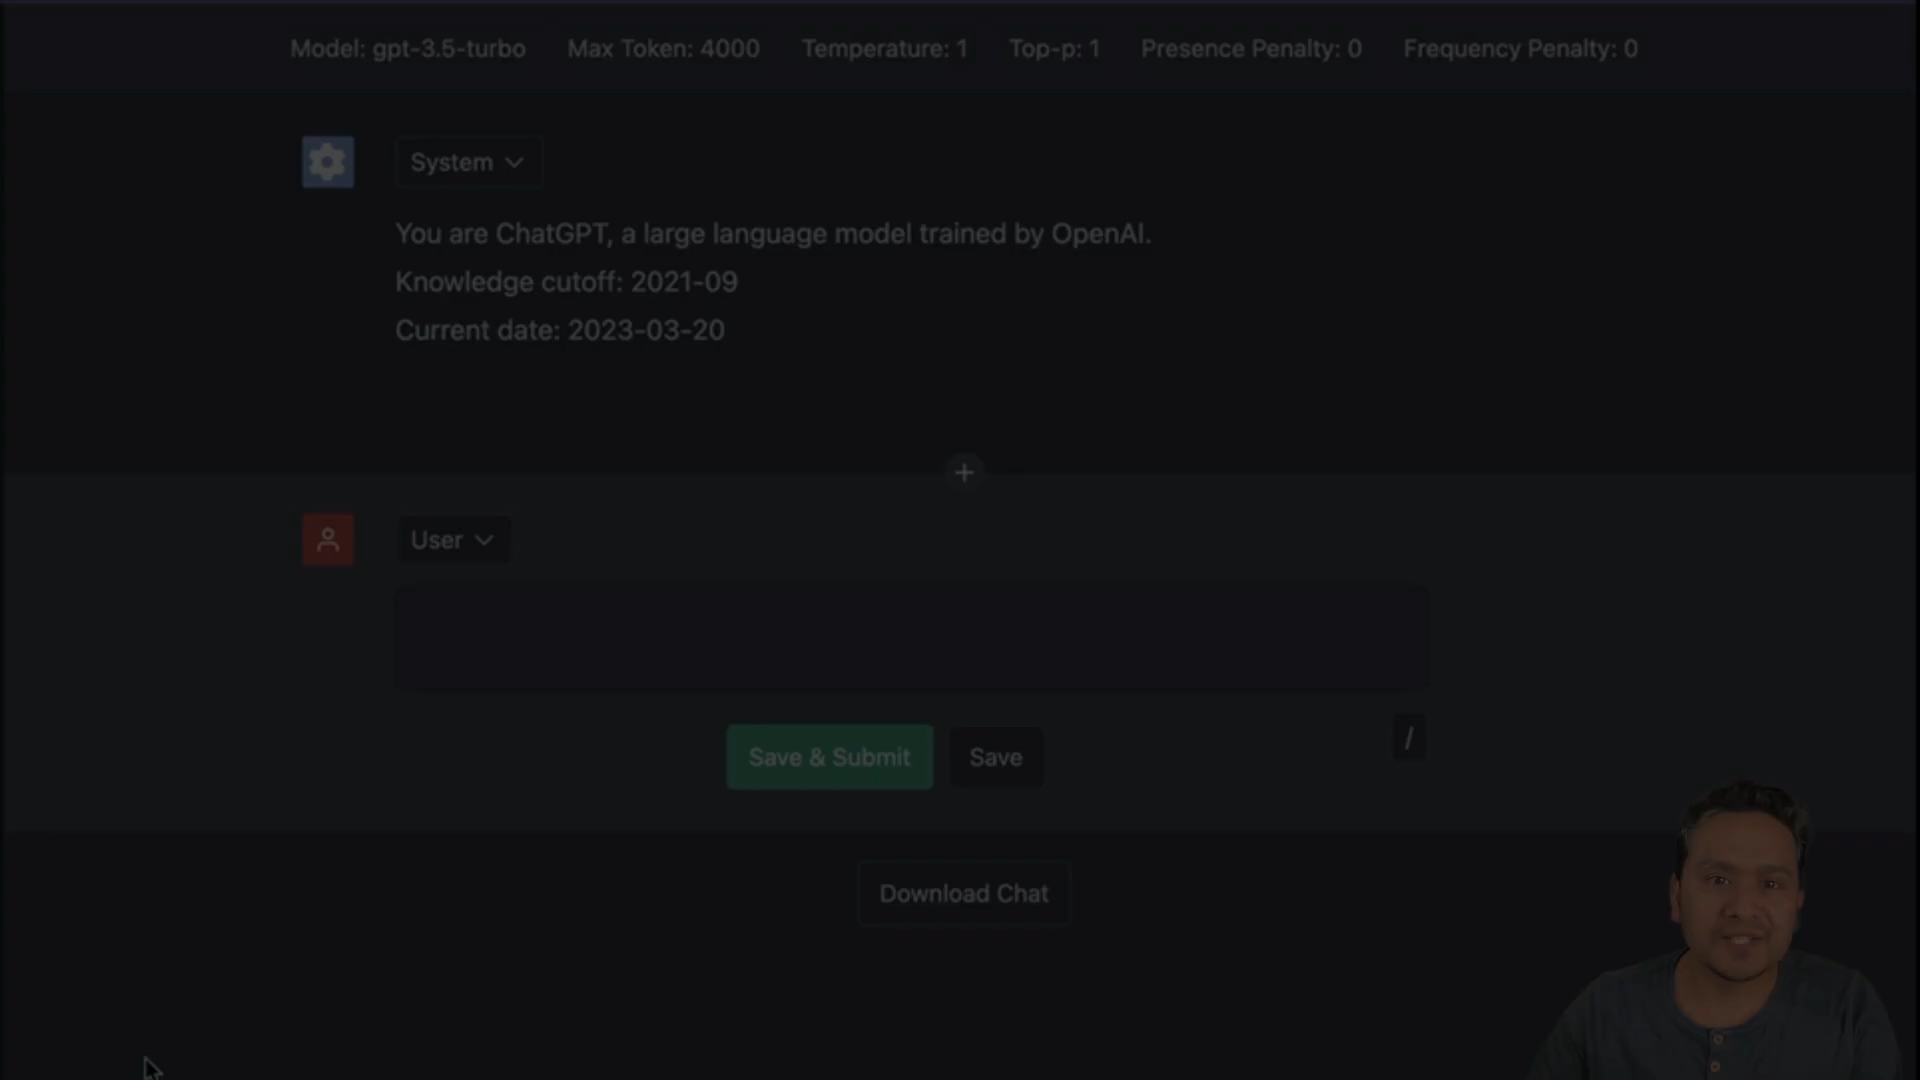 Model: gpt-3.5-turbo Max Token: 4000 Temperature: 1 Top-p: 1 Presence Penalty: 0 Frequency Penalty: 0
System
You are ChatGPT, a large language model trained by OpenAI.
Knowledge cutoff: 2021-09
Current date: 2023-03-20
+
User
/
Save & Submit Save
Download Chat